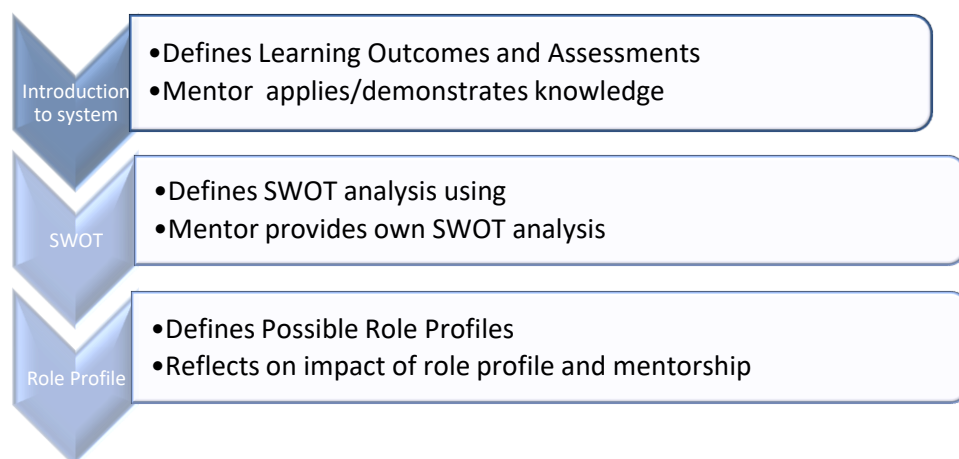 Introduction
to system
•Defines Learning Outcomes and Assessments
•Mentor  applies/demonstrates knowledge
SWOT
•Defines SWOT analysis using
•Mentor provides own SWOT analysis
Role Profile
•Defines Possible Role Profiles
•Reflects on impact of role profile and mentorship